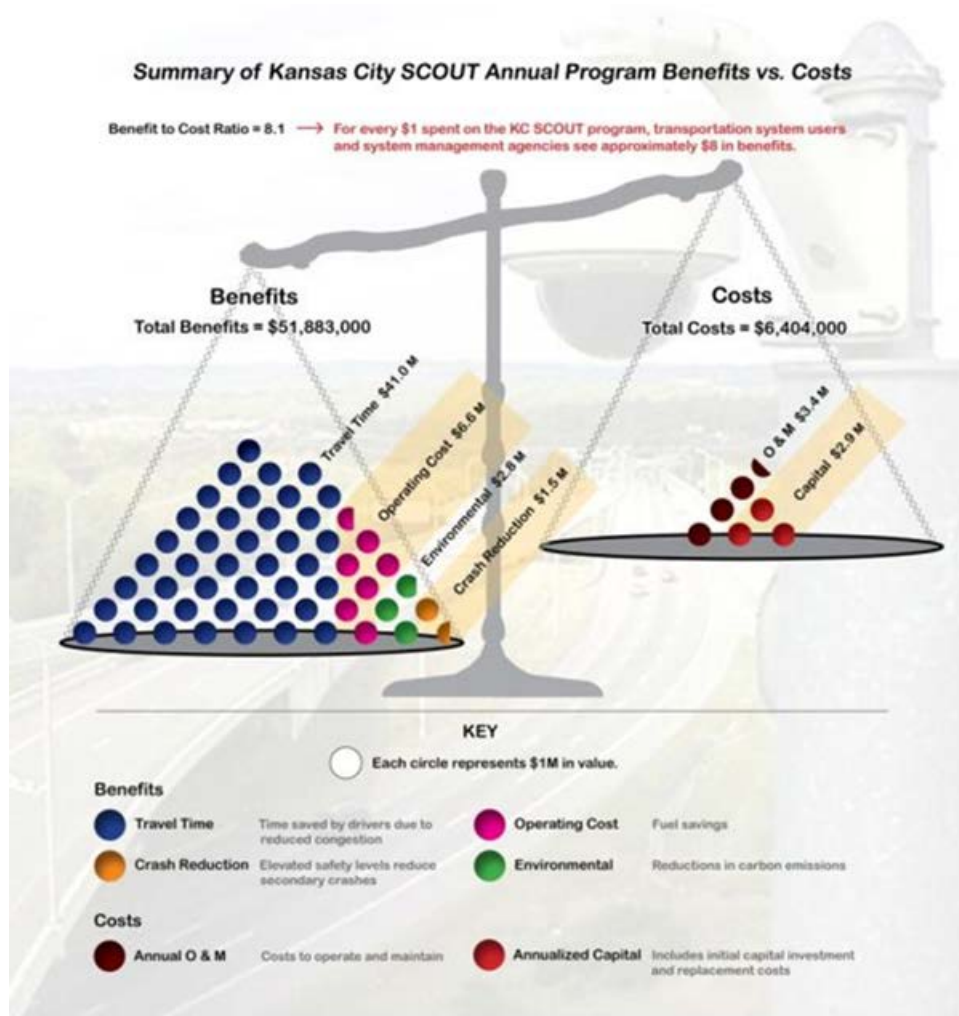 Summary of Kansas City SCOUT Annual Program Benefits vs. Costs
Benefit to Cost Ratio = 8.1 → For every $1 spent on the KC SCOUT program, transportation system users
and system management agencies see approximately $8 in benefits.
Benefits
Total Benefits = $51,883,000
Costs
Total Costs = $6,404,000
Travel Time $41.0 M
Operating Cost $6.6 M
Environmental $2.8 M
Crash Reduction $1.5 M
O & M $3.4 M
Capital $2.9 M
KEY
Each circle represents $1M in value.
Benefits
Travel Time
Time saved by drivers due to
reduced congestion
Operating Cost
Fuel savings
Crash Reduction
Elevated safety levels reduce
secondary crashes
Environmental
Reductions in carbon emissions
Costs
Annual O & M
Costs to operate and maintain
Annualized Capital
Includes initial capital investment
and replacement costs